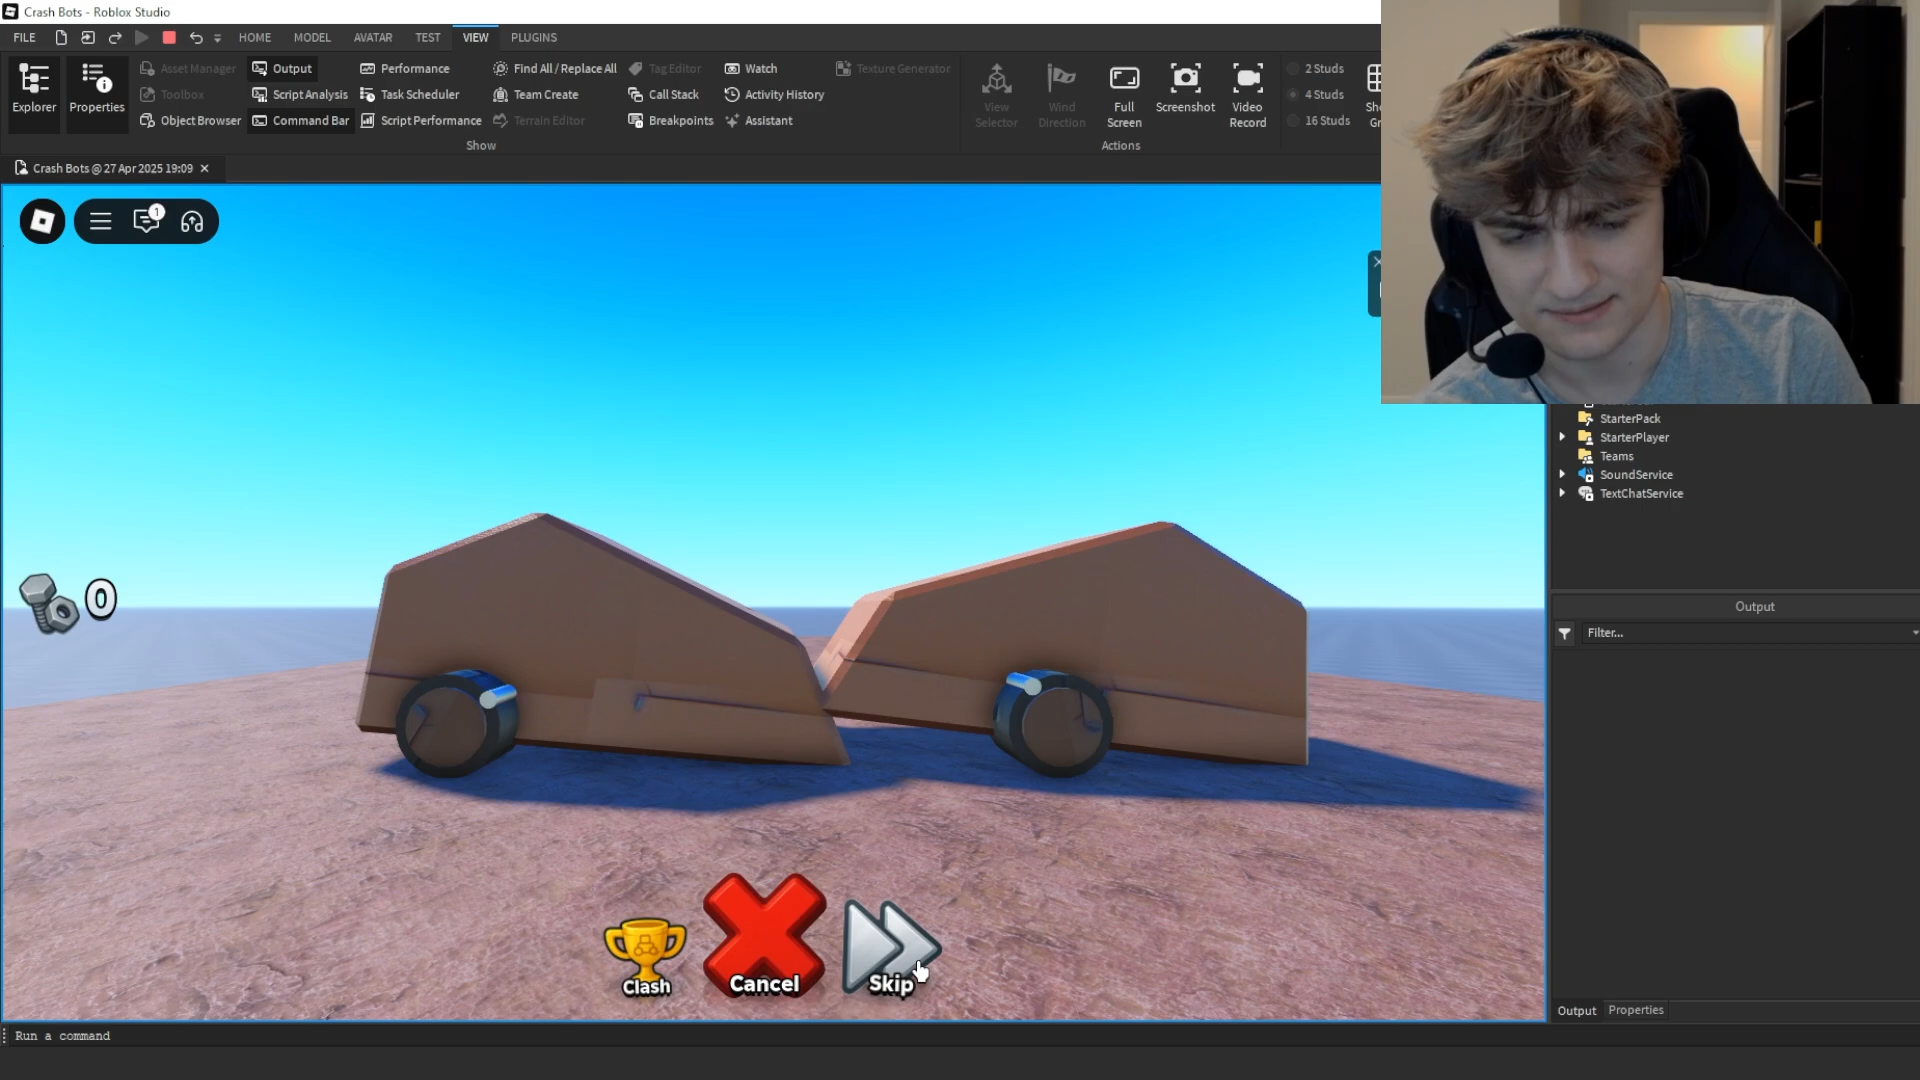 Crash Bots - Roblox Studio
FILE HOME MODEL AVATAR TEST VIEW PLUGINS
Explorer
Properties
Asset Manager
Toolbox
Object Browser
Output
Script Analysis
Command Bar
Performance
Task Scheduler
Script Performance
Find All / Replace All
Team Create
Terrain Editor
Tag Editor
Call Stack
Breakpoints
Watch
Activity History
Assistant
Texture Generator
Show
View Selector
Wind Direction
Full Screen
Screenshot
Video Record
Actions
2 Studs
4 Studs
16 Studs
Crash Bots @ 27 Apr 2025 19:09
1
0
Clash
Cancel
Skip
StarterPack
StarterPlayer
Teams
SoundService
TextChatService
Output
Filter...
Output Properties
Run a command